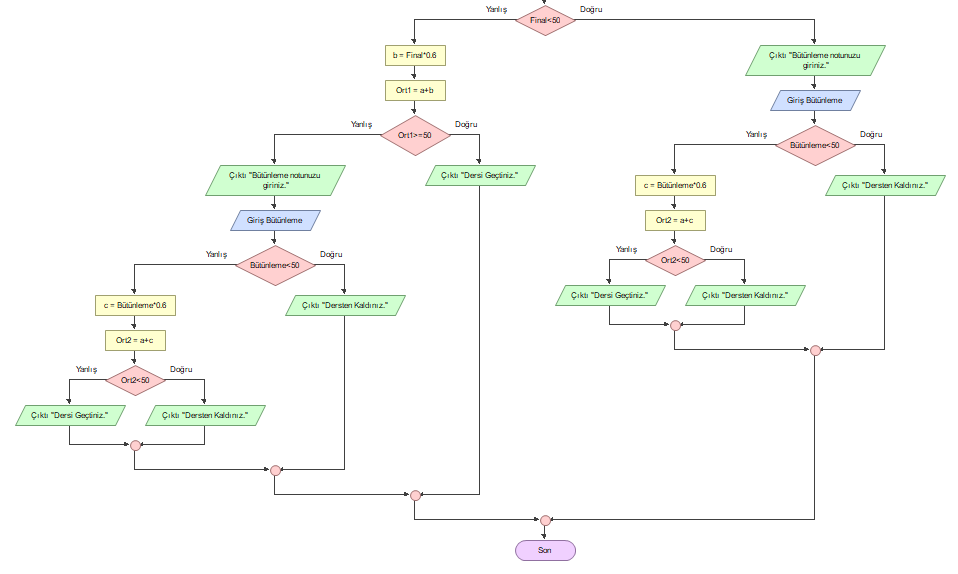 Yanlış
Doğru
Final<50
b = Final*0.6
Çıktı "Bütünleme notunuzu
giriniz."
Ort1 = a+b
Giriş Bütünleme
Yanlış
Doğru
Ort1>=50
Yanlış
Doğru
Bütünleme<50
Çıktı "Bütünleme notunuzu
giriniz."
Çıktı "Dersi Geçtiniz."
c = Bütünleme*0.6
Çıktı "Dersten Kaldınız."
Giriş Bütünleme
Ort2 = a+c
Yanlış
Doğru
Bütünleme<50
Yanlış
Doğru
Ort2<50
c = Bütünleme*0.6
Çıktı "Dersten Kaldınız."
Çıktı "Dersi Geçtiniz."
Çıktı "Dersten Kaldınız."
Ort2 = a+c
Yanlış
Doğru
Ort2<50
Çıktı "Dersi Geçtiniz."
Çıktı "Dersten Kaldınız."
Son